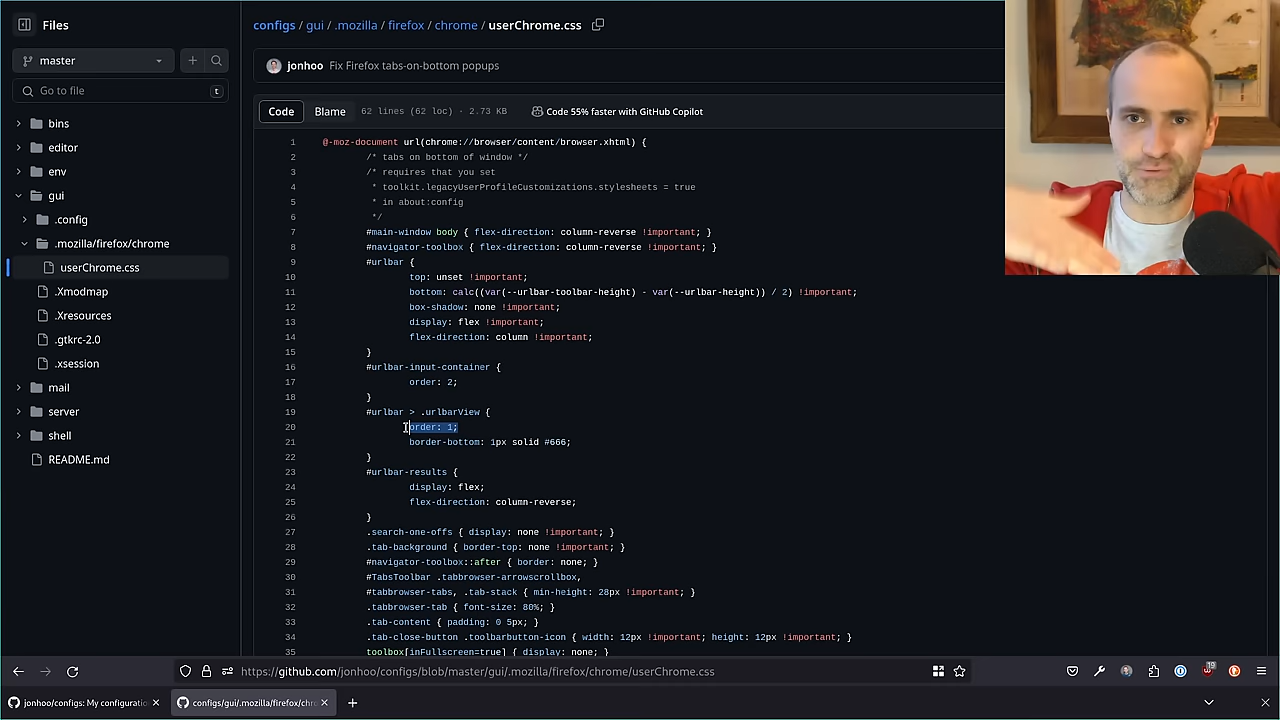 Files
master
Go to file
t
bins
editor
env
gui
.config
.mozilla/firefox/chrome
userChrome.css
.Xmodmap
.Xresources
.gtkrc-2.0
.xsession
mail
server
shell
README.md
configs / gui / .mozilla / firefox / chrome / userChrome.css
jonhoo Fix Firefox tabs-on-bottom popups
Code Blame 62 lines (62 loc) · 2.73 KB Code 55% faster with GitHub Copilot
1 @-moz-document url(chrome://browser/content/browser.xhtml) {
2 /* tabs on bottom of window */
3 /* requires that you set
4 * toolkit.legacyUserProfileCustomizations.stylesheets = true
5 * in about:config
6 */
7 #main-window body { flex-direction: column-reverse !important; }
8 #navigator-toolbox { flex-direction: column-reverse !important; }
9 #urlbar {
10 top: unset !important;
11 bottom: calc((var(--urlbar-toolbar-height) - var(--urlbar-height)) / 2) !important;
12 box-shadow: none !important;
13 display: flex !important;
14 flex-direction: column !important;
15 }
16 #urlbar-input-container {
17 order: 2;
18 }
19 #urlbar > .urlbarView {
20 order: 1;
21 border-bottom: 1px solid #666;
22 }
23 #urlbar-results {
24 display: flex;
25 flex-direction: column-reverse;
26 }
27 .search-one-offs { display: none !important; }
28 .tab-background { border-top: none !important; }
29 #navigator-toolbox::after { border: none; }
30 #TabsToolbar .tabbrowser-arrowscrollbox,
31 #tabbrowser-tabs, .tab-stack { min-height: 28px !important; }
32 .tabbrowser-tab { font-size: 80%; }
33 .tab-content { padding: 0 5px; }
34 .tab-close-button .toolbarbutton-icon { width: 12px !important; height: 12px !important; }
35 toolbox[inFullscreen=true] { display: none; }
https://github.com/jonhoo/configs/blob/master/gui/.mozilla/firefox/chrome/userChrome.css
19
jonhoo/configs: My configuratio
configs/gui/.mozilla/firefox/chr